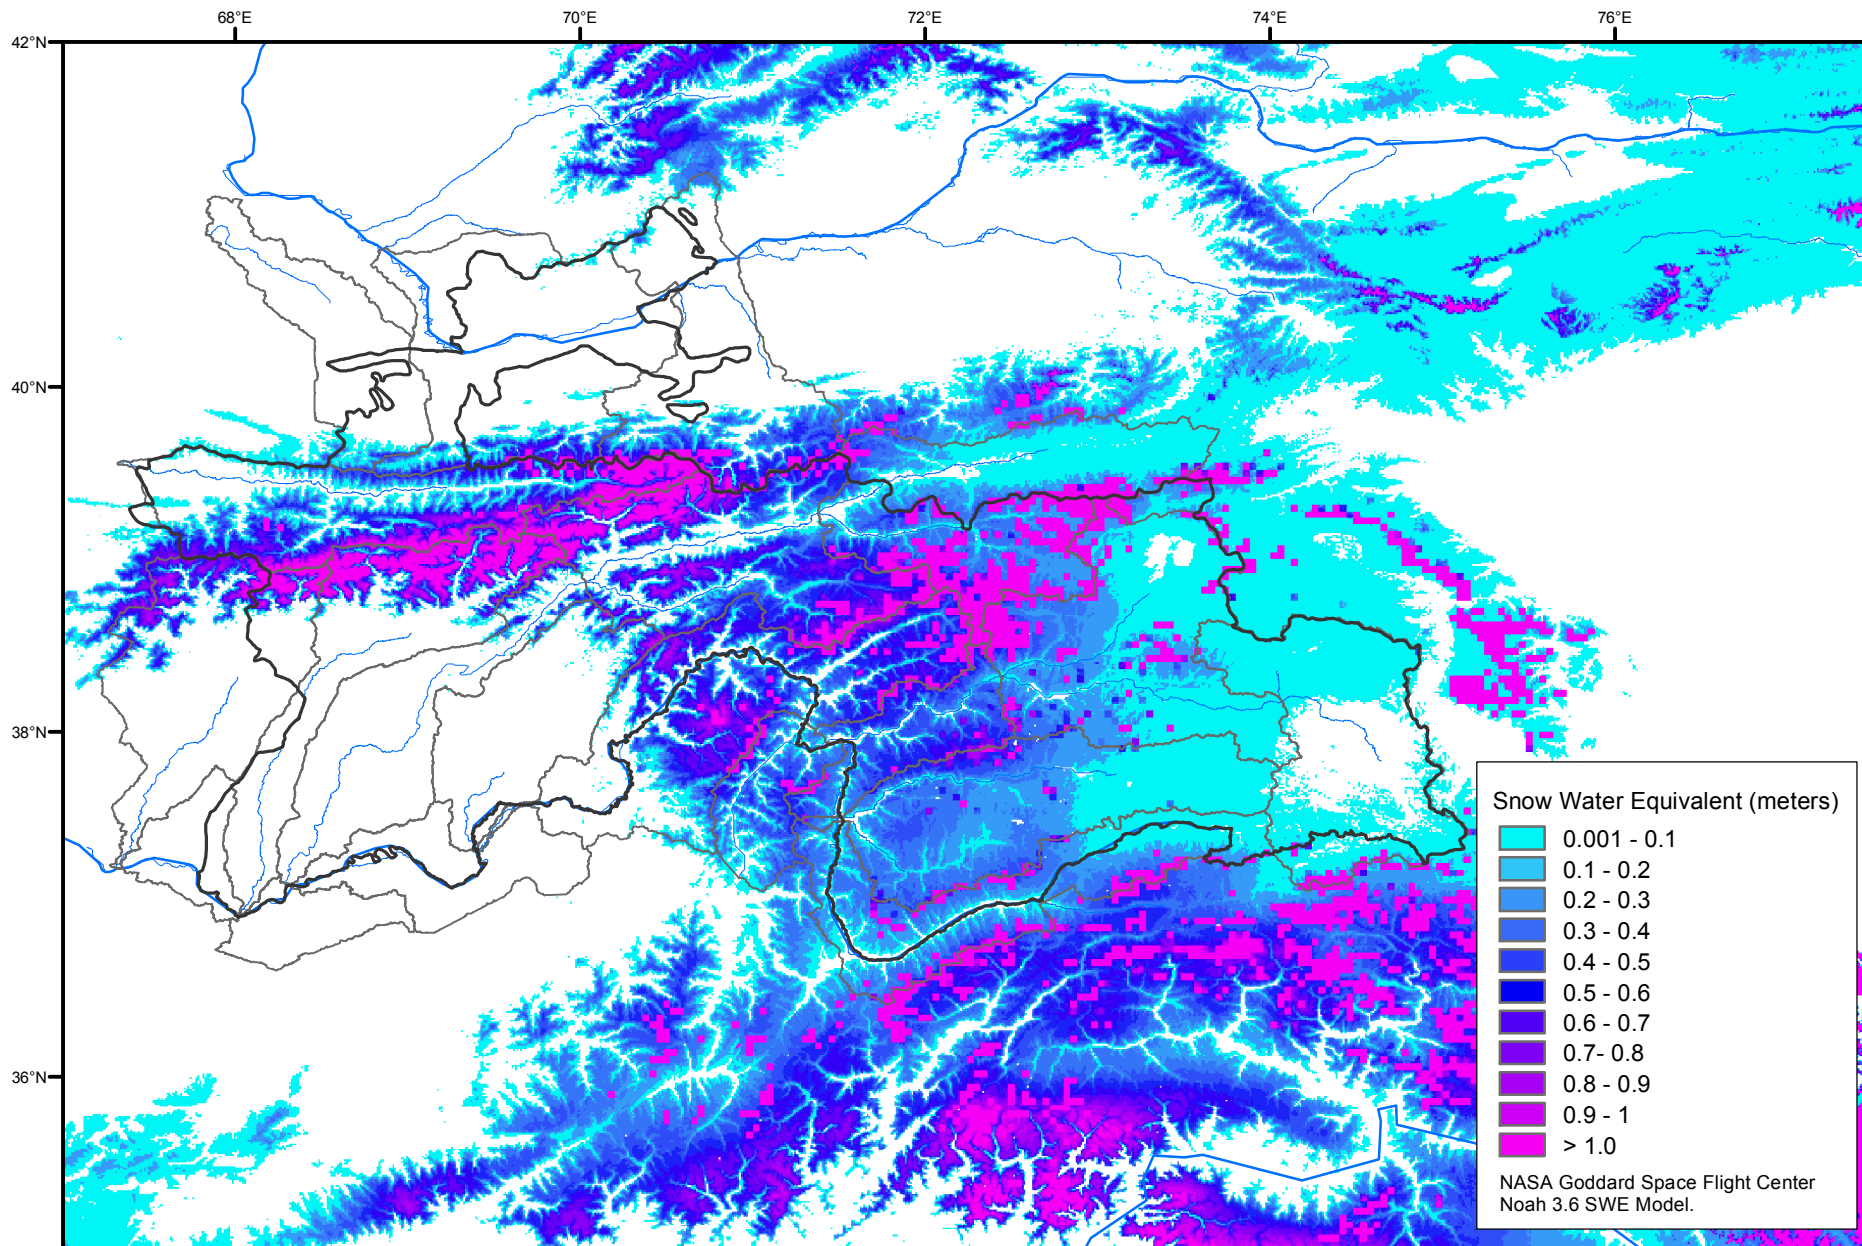 68°E
70°E
72°E
74°E
76°E
42°N
40°N
38°N
36°N
Snow Water Equivalent (meters)
0.001 - 0.1
0.1 - 0.2
0.2 - 0.3
0.3 - 0.4
0.4 - 0.5
0.5 - 0.6
0.6 - 0.7
0.7- 0.8
0.8 - 0.9
0.9 - 1
> 1.0
NASA Goddard Space Flight Center
Noah 3.6 SWE Model.